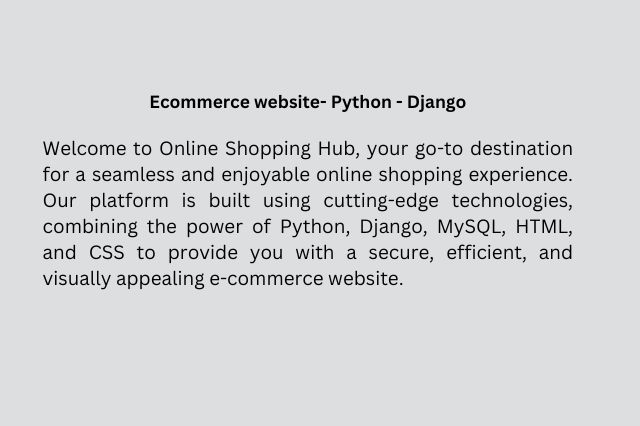 Ecommerce website- Python - Django
Welcome to Online Shopping Hub, your go-to destination
for a seamless and enjoyable online shopping experience.
Our platform is built using cutting-edge technologies,
combining the power of Python, Django, MySQL, HTML,
and CSS to provide you with a secure, efficient, and
visually appealing e-commerce website.